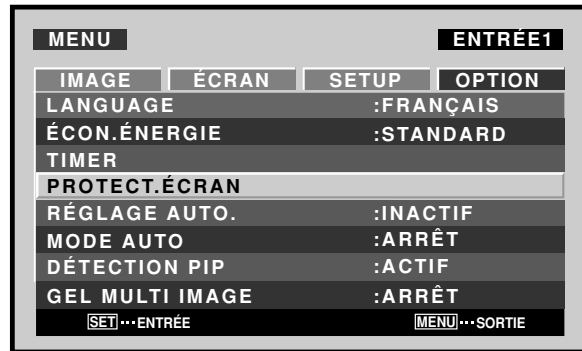 MENU ENTRÉE1
IMAGE ÉCRAN SETUP OPTION
LANGUAGE :FRANÇAIS
ÉCON.ÉNERGIE :STANDARD
TIMER
PROTECT.ÉCRAN
RÉGLAGE AUTO. :INACTIF
MODE AUTO :ARRÊT
DÉTECTION PIP :ACTIF
GEL MULTI IMAGE :ARRÊT
SET···ENTRÉE MENU···SORTIE